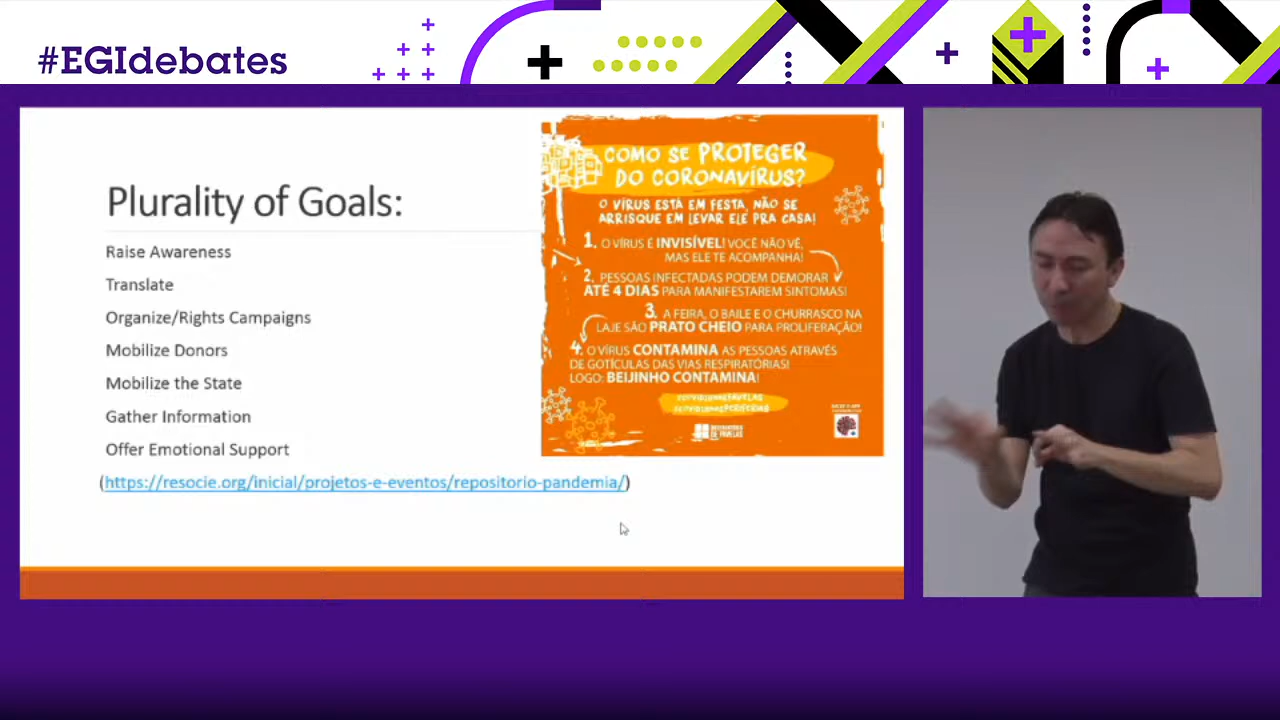 #EGIdebates
Plurality of Goals:
Raise Awareness
Translate
Organize/Rights Campaigns
Mobilize Donors
Mobilize the State
Gather Information
Offer Emotional Support
(https://resocie.org/inicial/projetos-e-eventos/repositorio-pandemia/)
COMO SE PROTEGER
DO CORONAVÍRUS?
O VÍRUS ESTÁ EM FESTA, NÃO SE
ARRISQUE EM LEVAR ELE PRA CASA!
1. O VÍRUS É INVISÍVEL! VOCÊ NÃO VÊ,
MAS ELE TE ACOMPANHA!
2. PESSOAS INFECTADAS PODEM DEMORAR
ATÉ 4 DIAS PARA MANIFESTAREM SINTOMAS!
3. A FEIRA, O BAILE E O CHURRASCO NA
LAJE SÃO PRATO CHEIO PARA PROLIFERAÇÃO!
4. O VÍRUS CONTAMINA AS PESSOAS ATRAVÉS
DE GOTÍCULAS DAS VIAS RESPIRATÓRIAS!
LOGO: BEIJINHO CONTAMINA!
DE FAVELAS